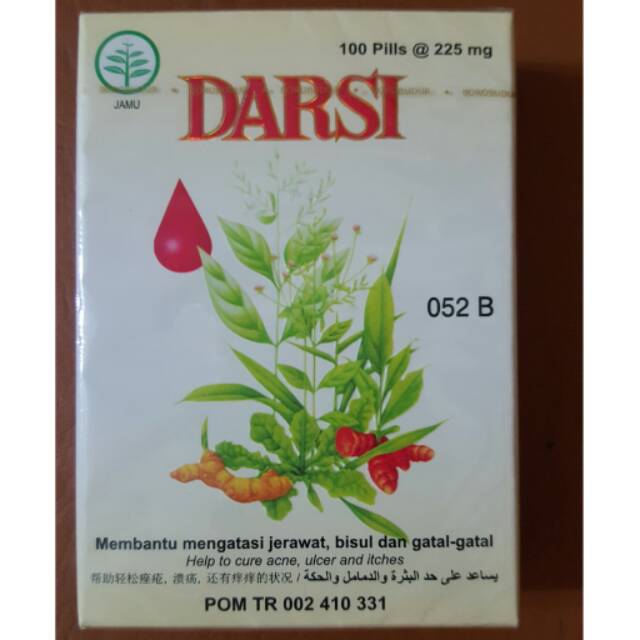 100 Pills @ 225 mg
JAMU
DARSI
BOROBUDUR
052 B
Membantu mengatasi jerawat, bisul dan gatal-gatal
Help to cure acne, ulcer and itches
帮助轻松痤疮, 溃疡, 还有痒痒的状况 / يساعد على حد البثرة والدمامل والحكة
POM TR 002 410 331